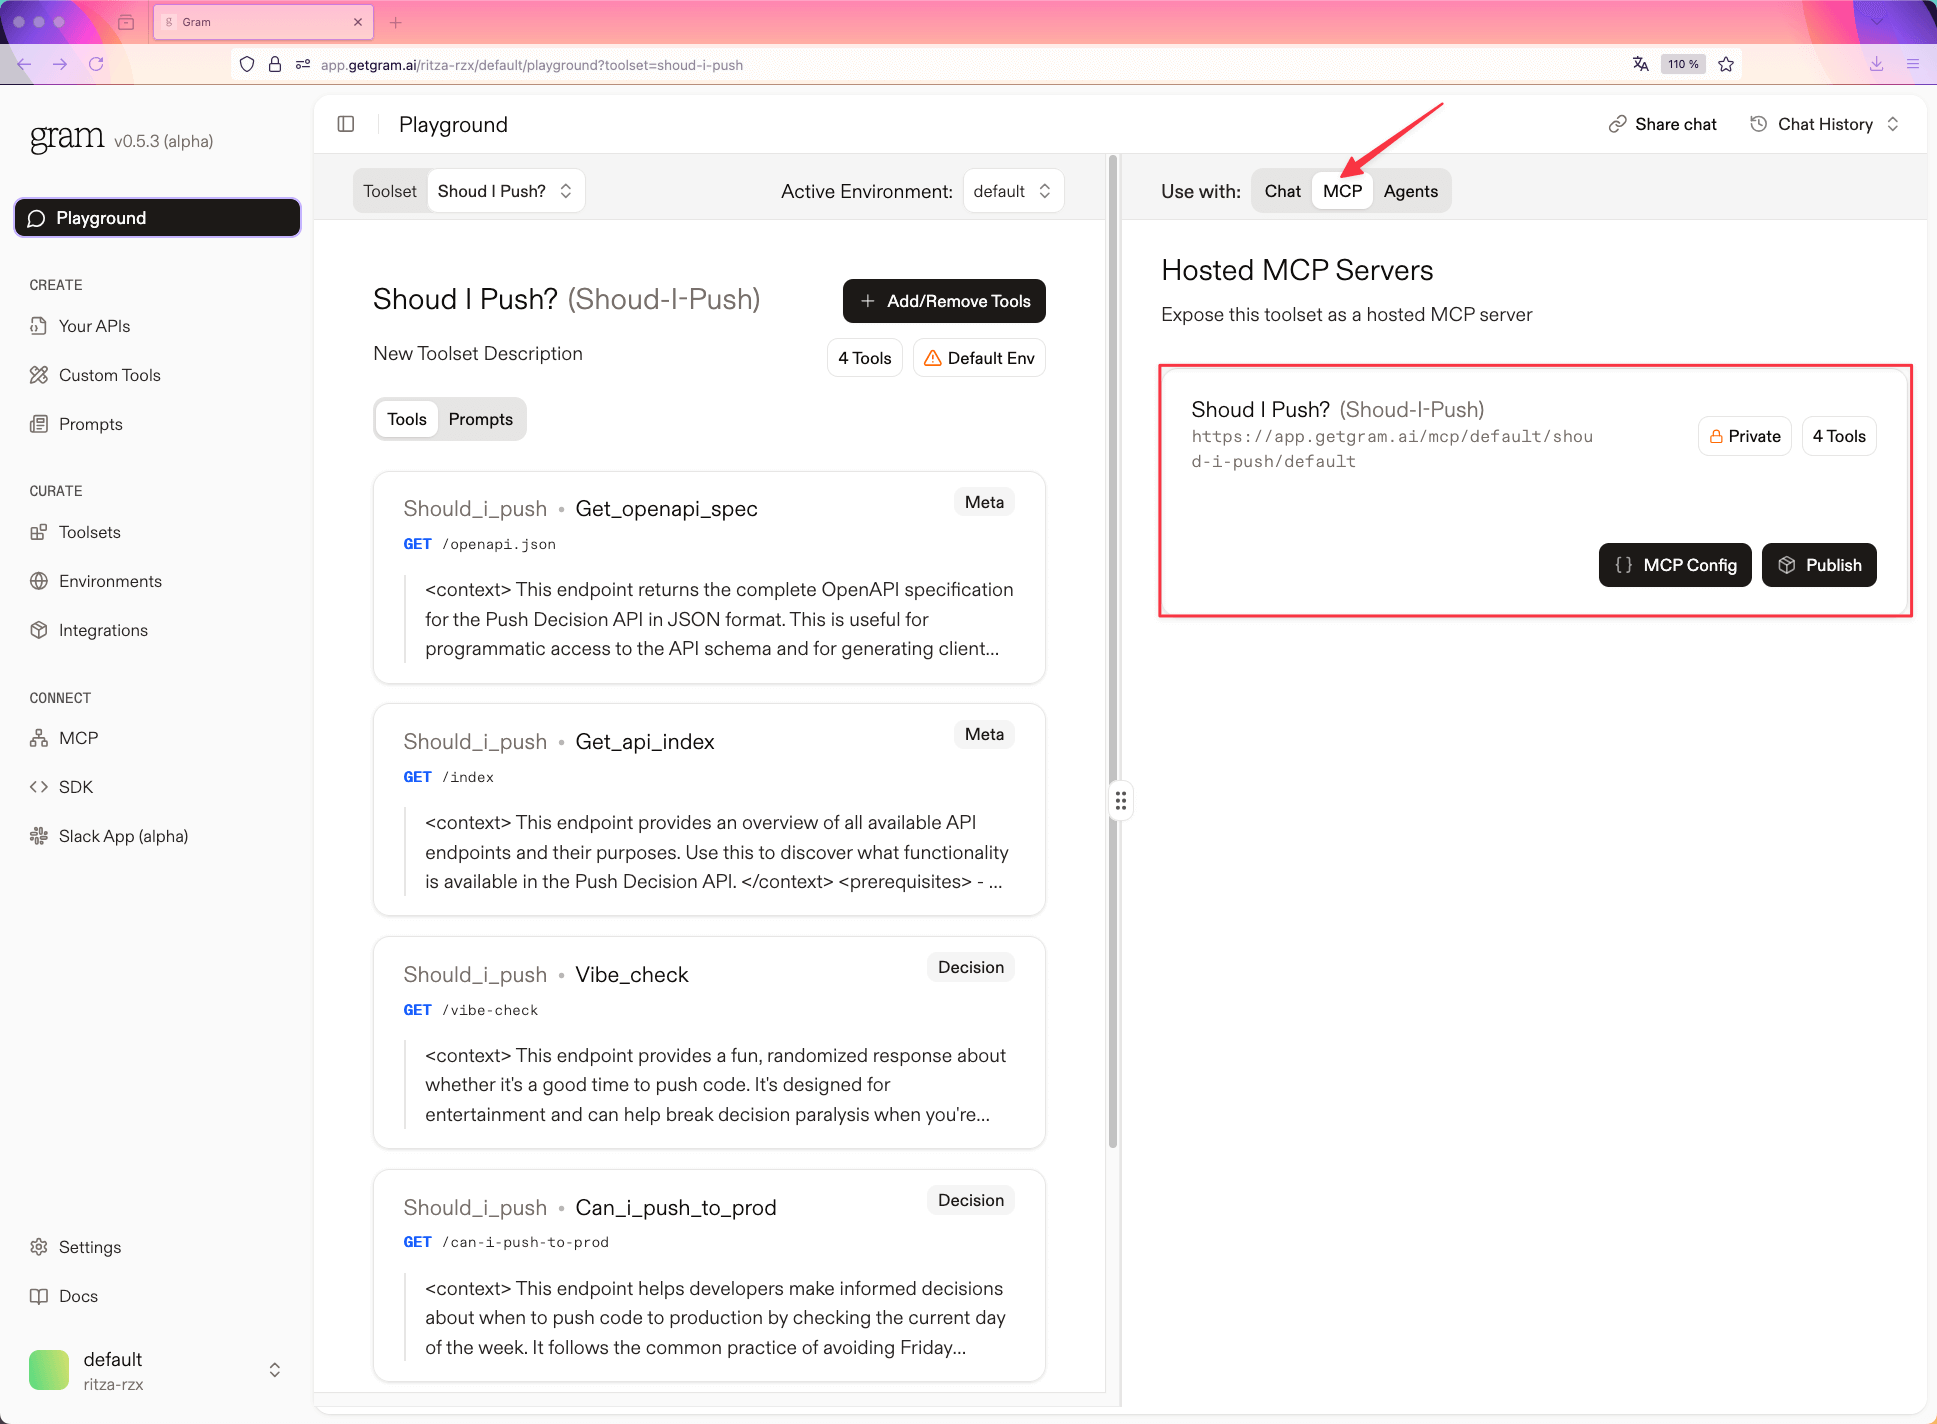 Gram
app.getgram.ai/ritza-rzx/default/playground?toolset=shoud-i-push
110 %
gram v0.5.3 (alpha)
Playground
CREATE
Your APIs
Custom Tools
Prompts
CURATE
Toolsets
Environments
Integrations
CONNECT
MCP
SDK
Slack App (alpha)
Settings
Docs
default
ritza-rzx
Playground
Share chat
Chat History
Toolset Shoud I Push?
Active Environment: default
Shoud I Push? (Shoud-I-Push)
Add/Remove Tools
New Toolset Description
4 Tools
Default Env
Tools Prompts
Should_i_push • Get_openapi_spec
Meta
GET /openapi.json
<context> This endpoint returns the complete OpenAPI specification
for the Push Decision API in JSON format. This is useful for
programmatic access to the API schema and for generating client...
Should_i_push • Get_api_index
Meta
GET /index
<context> This endpoint provides an overview of all available API
endpoints and their purposes. Use this to discover what functionality
is available in the Push Decision API. </context> <prerequisites> - ...
Should_i_push • Vibe_check
Decision
GET /vibe-check
<context> This endpoint provides a fun, randomized response about
whether it's a good time to push code. It's designed for
entertainment and can help break decision paralysis when you're...
Should_i_push • Can_i_push_to_prod
Decision
GET /can-i-push-to-prod
<context> This endpoint helps developers make informed decisions
about when to push code to production by checking the current day
of the week. It follows the common practice of avoiding Friday...
Use with: Chat MCP Agents
Hosted MCP Servers
Expose this toolset as a hosted MCP server
Shoud I Push? (Shoud-I-Push)
https://app.getgram.ai/mcp/default/shou
d-i-push/default
Private
4 Tools
MCP Config
Publish